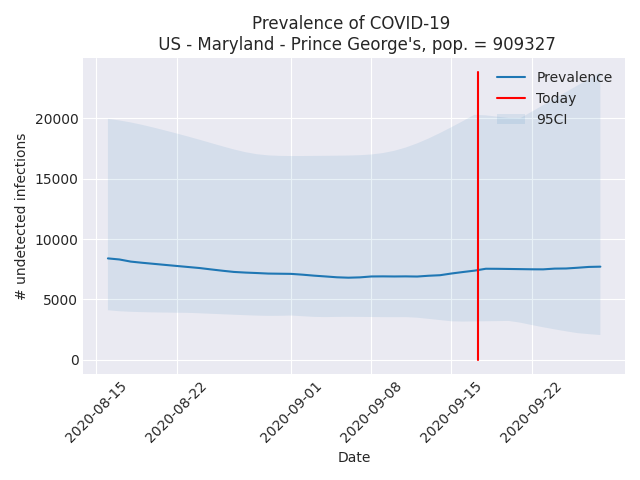 Prevalence of COVID-19
US - Maryland - Prince George's, pop. = 909327
Prevalence
Today
95CI
# undetected infections
20000
15000
10000
5000
0
2020-08-15
2020-08-22
2020-09-01
2020-09-08
2020-09-15
2020-09-22
Date